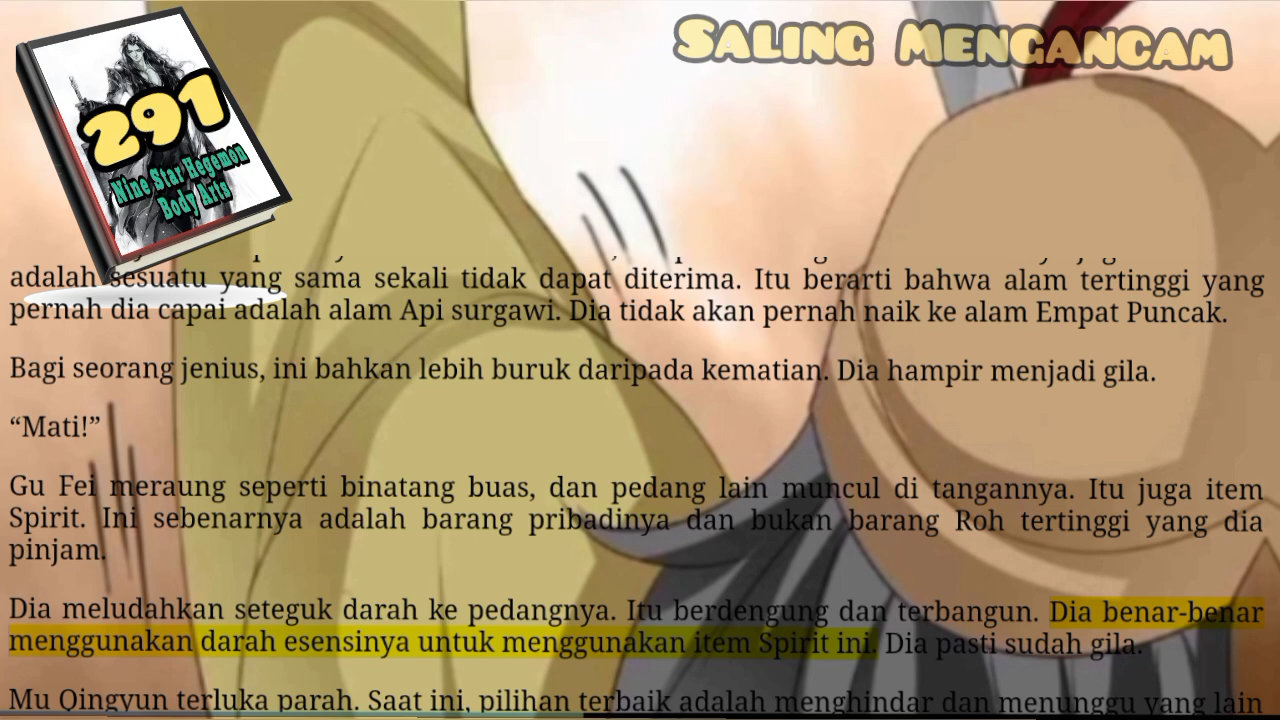 Saling Mengancam
291
Nine Star Hegemon
Body Arts
adalah sesuatu yang sama sekali tidak dapat diterima. Itu berarti bahwa alam tertinggi yang
pernah dia capai adalah alam Api surgawi. Dia tidak akan pernah naik ke alam Empat Puncak.
Bagi seorang jenius, ini bahkan lebih buruk daripada kematian. Dia hampir menjadi gila.
“Mati!”
Gu Fei meraung seperti binatang buas, dan pedang lain muncul di tangannya. Itu juga item
Spirit. Ini sebenarnya adalah barang pribadinya dan bukan barang Roh tertinggi yang dia
pinjam.
Dia meludahkan seteguk darah ke pedangnya. Itu berdengung dan terbangun. Dia benar-benar
menggunakan darah esensinya untuk menggunakan item Spirit ini. Dia pasti sudah gila.
Mu Qingyun terluka parah. Saat ini, pilihan terbaik adalah menghindar dan menunggu yang lain